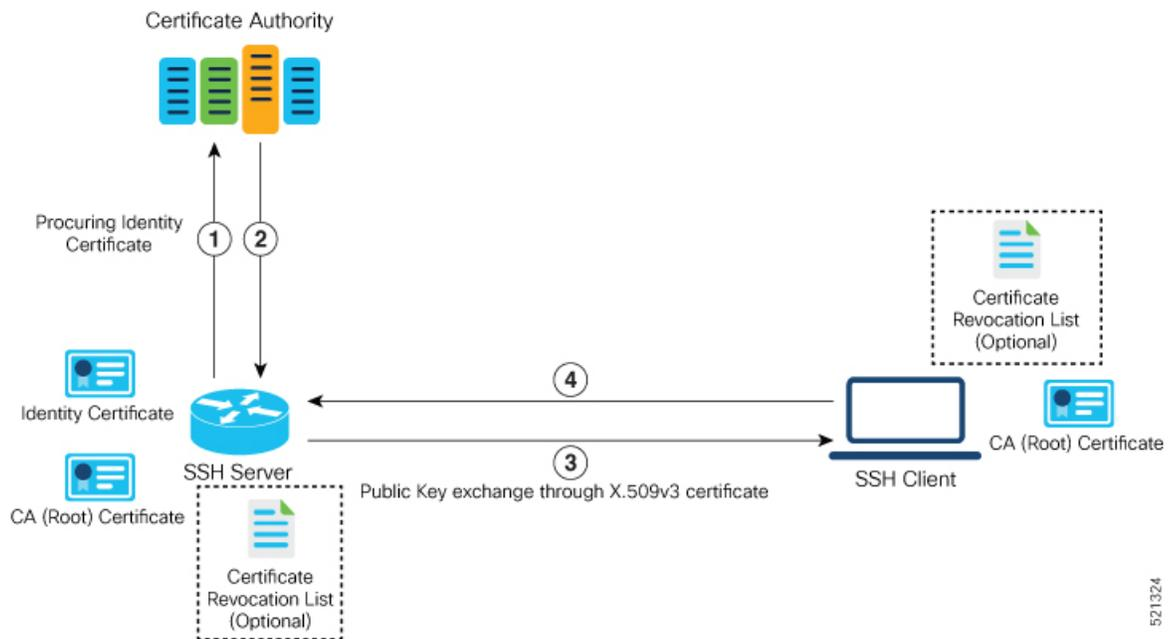 Certificate Authority
Procuring Identity
Certificate
1
2
Certificate
Revocation List
(Optional)
4
Identity Certificate
CA (Root) Certificate
SSH Server
3
SSH Client
Public Key exchange through X.509v3 certificate
CA (Root) Certificate
Certificate
Revocation List
(Optional)
521324